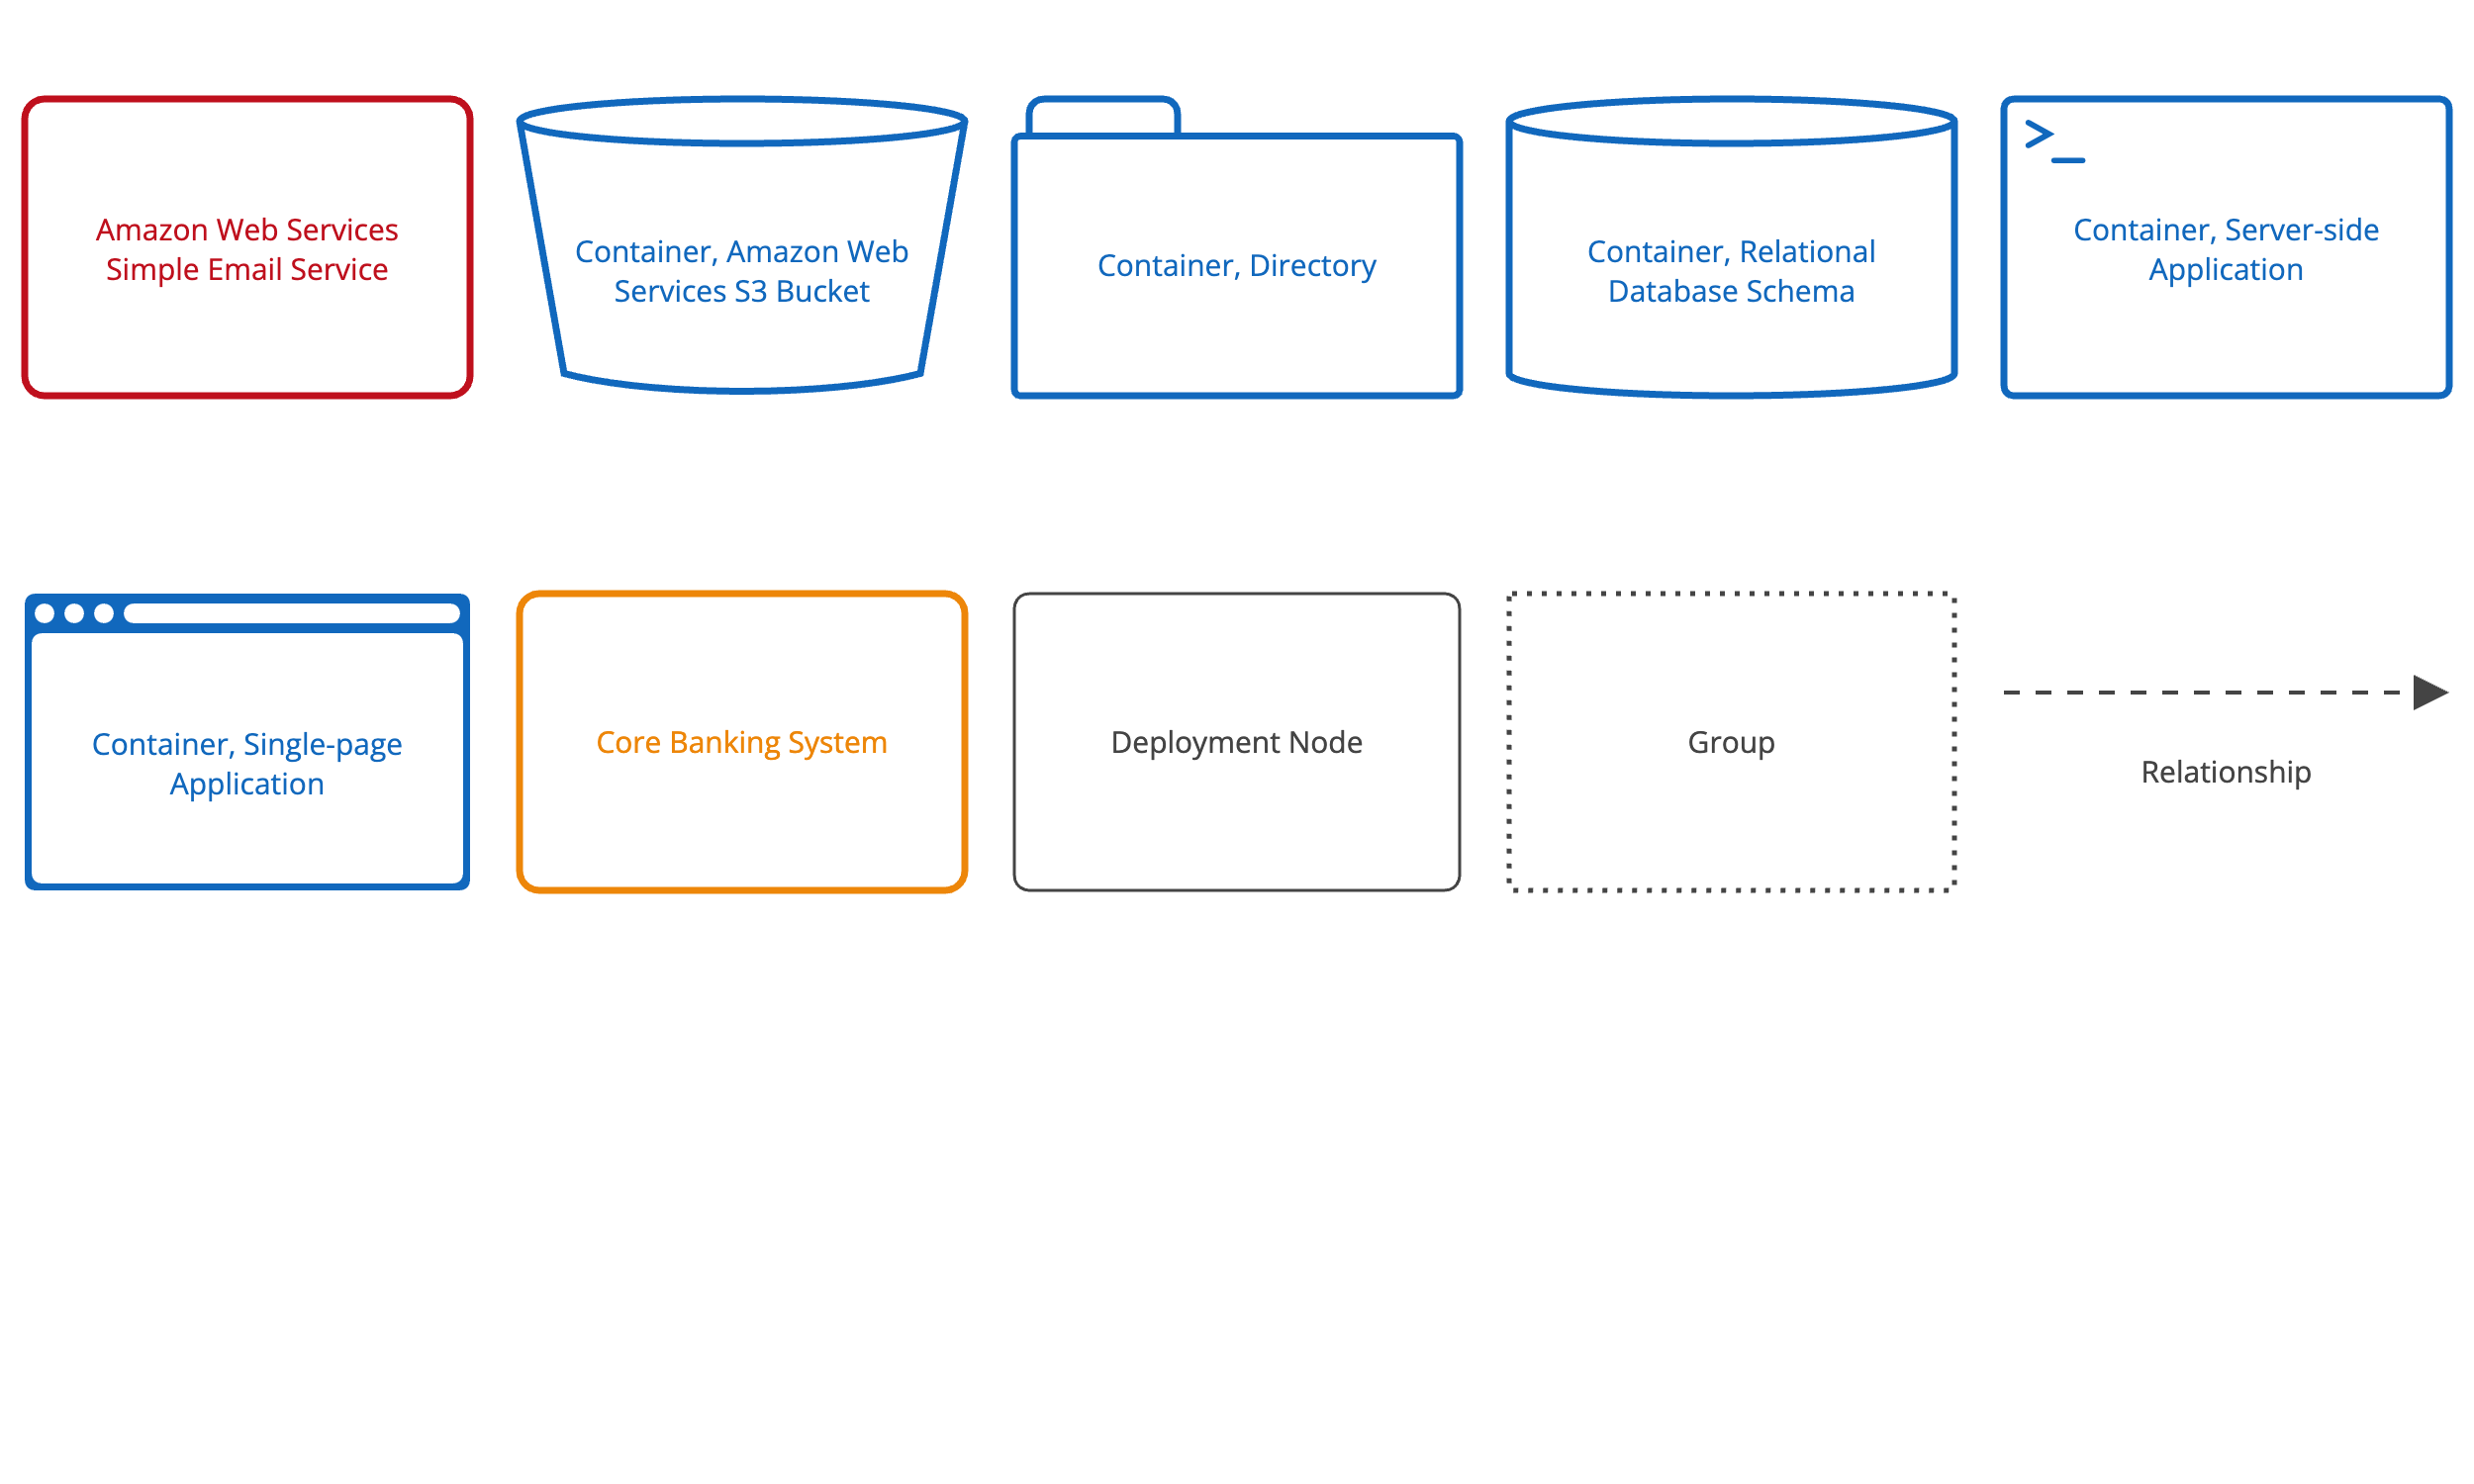 Amazon Web Services
Simple Email Service
Container, Amazon Web
Services S3 Bucket
Container, Directory
Container, Relational
Database Schema
>_
Container, Server-side
Application
Container, Single-page
Application
Core Banking System
Deployment Node
Group
Relationship